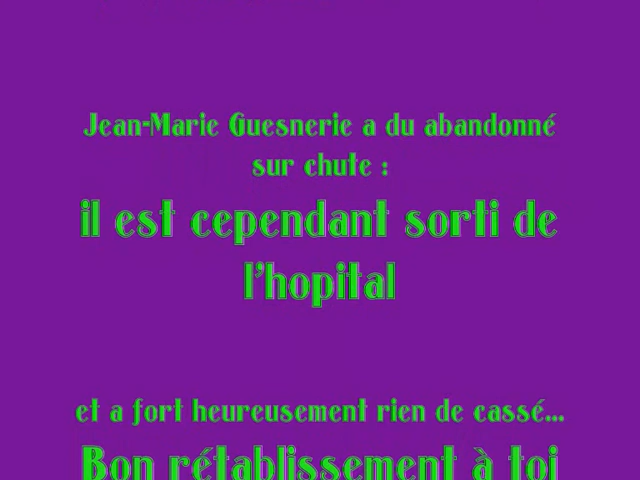 Jean-Marie Guesnerie a du abandonné
sur chute :
il est cependant sorti de
l'hopital
et a fort heureusement rien de cassé...
Bon rétablissement à toi